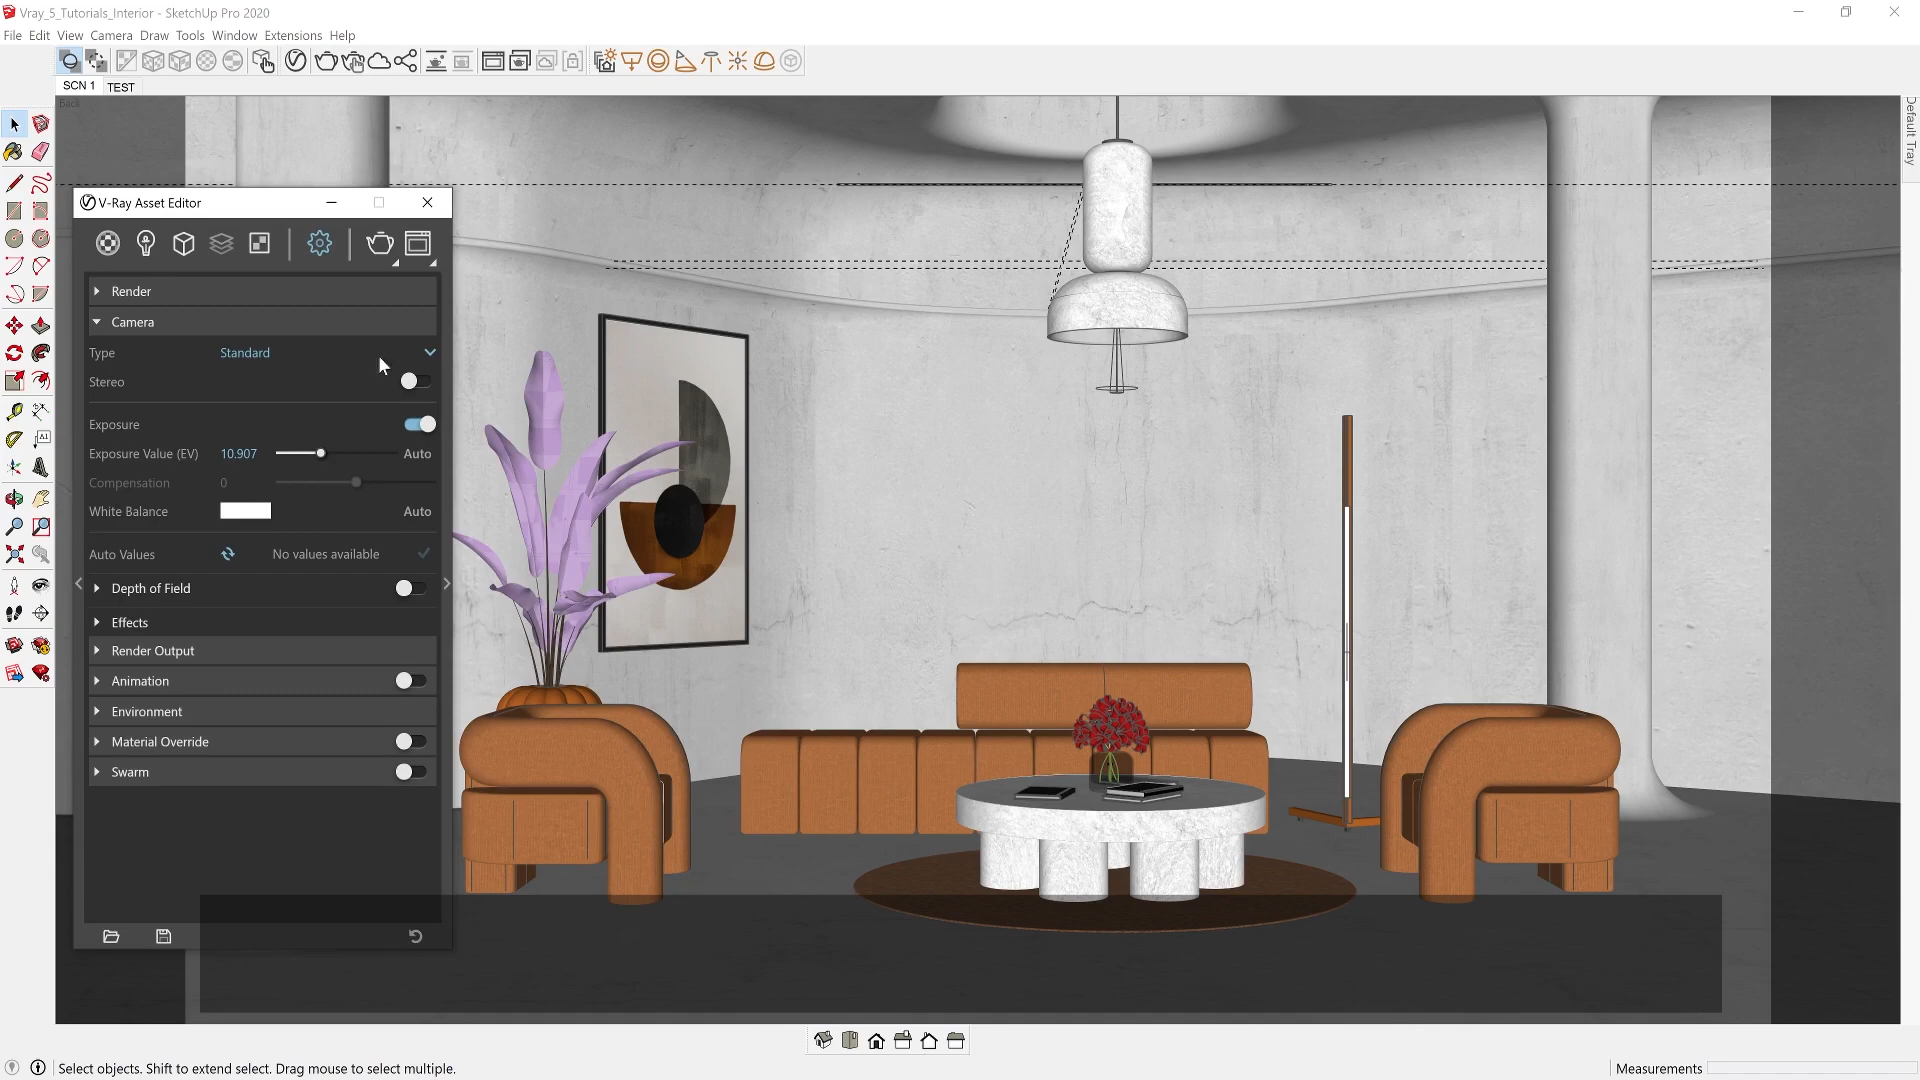 Vray_5_Tutorials_Interior - SketchUp Pro 2020
File Edit View Camera Draw Tools Window Extensions Help
SCN 1 TEST
Back
Default Tray
V-Ray Asset Editor
Render
Camera
Type Standard
Stereo
Exposure
Exposure Value (EV) 10.907 Auto
Compensation 0
White Balance Auto
Auto Values No values available
Depth of Field
Effects
Render Output
Animation
Environment
Material Override
Swarm
A1
Select objects. Shift to extend select. Drag mouse to select multiple.
Measurements